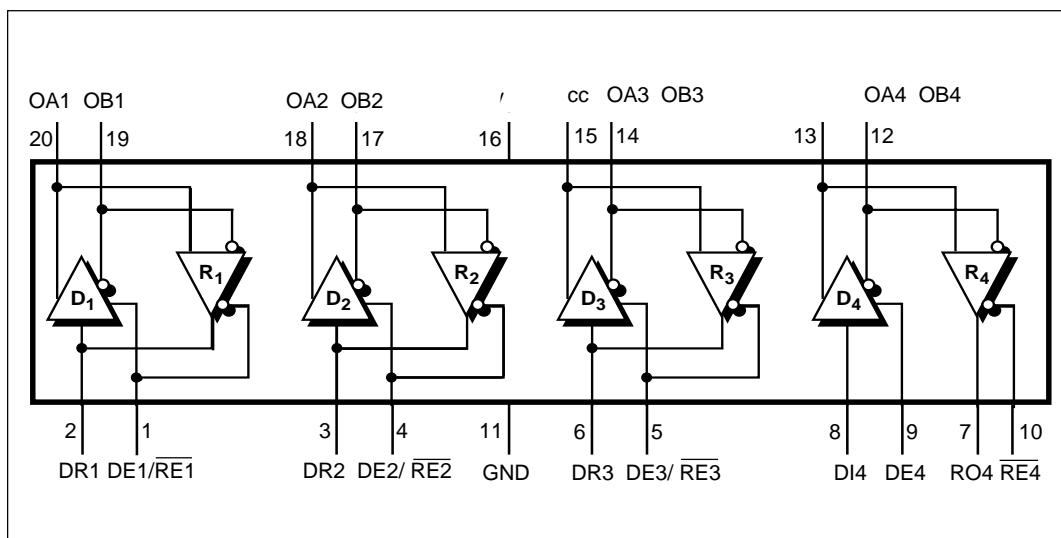 OA1 OB1 OA2 OB2 cc OA3 OB3 OA4 OB4
20 19 18 17 16 15 14 13 12
R1 R2 R3 R4
D1 D2 D3 D4
2 1 3 4 11 6 5 8 9 7 10
DR1 DE1/RE1 DR2 DE2/ RE2 GND DR3 DE3/ RE3 DI4 DE4 RO4 RE4